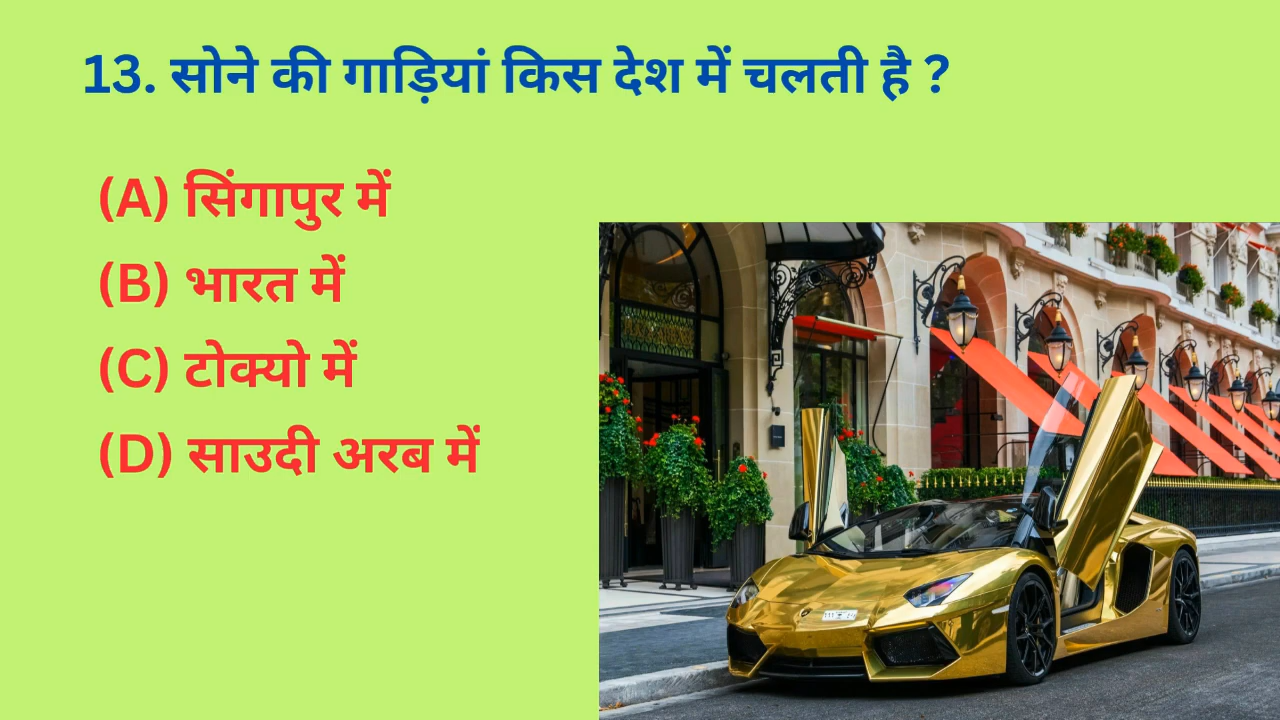 13. सोने की गाड़ियां किस देश में चलती है ?
(A) सिंगापुर में
(B) भारत में
(C) टोक्यो में
(D) साउदी अरब में